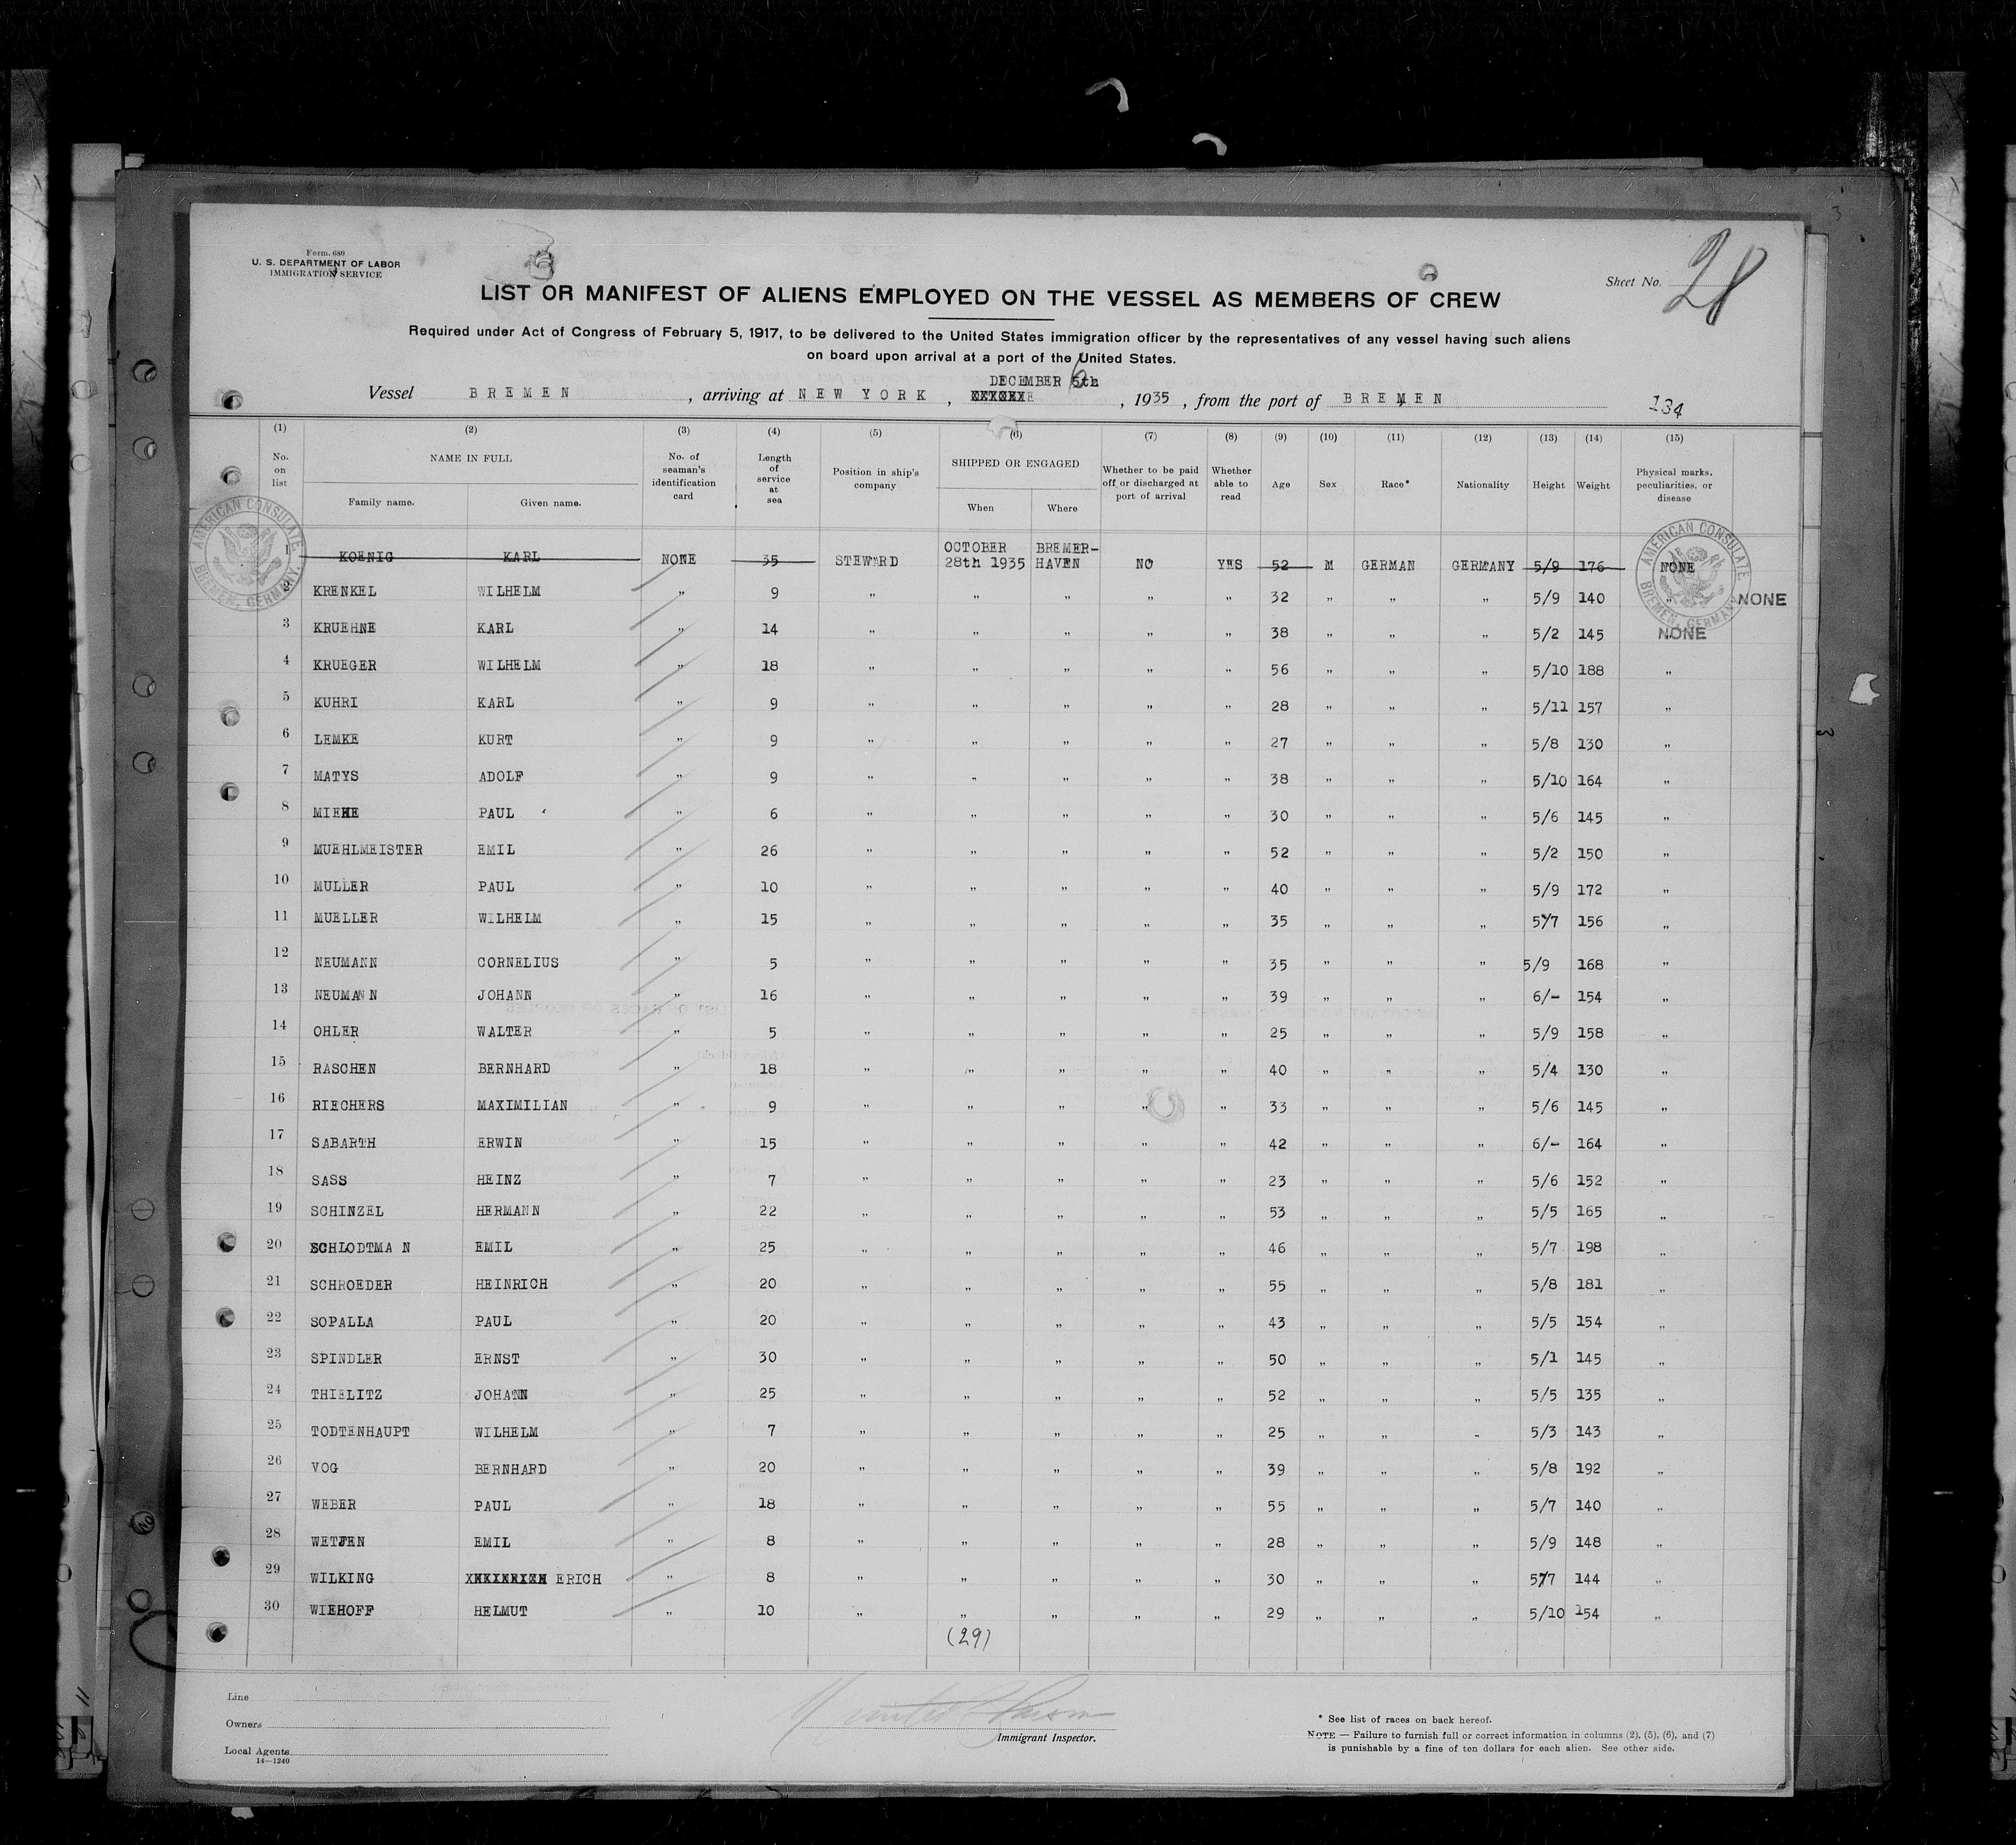 Form 680
U. S. DEPARTMENT OF LABOR
IMMIGRATION SERVICE
Sheet No. 28
LIST OR MANIFEST OF ALIENS EMPLOYED ON THE VESSEL AS MEMBERS OF CREW
Required under Act of Congress of February 5, 1917, to be delivered to the United States immigration officer by the representatives of any vessel having such aliens
on board upon arrival at a port of the United States.
DECEMBER 5th 6
Vessel BREMEN , arriving at NEW YORK , , 1935 , from the port of BREMEN 134
(1) (2) (3) (4) (5) (6) (7) (8) (9) (10) (11) (12) (13) (14) (15)
No. on list NAME IN FULL Family name. Given name. No. of seaman's identification card Length of service at sea Position in ship's company SHIPPED OR ENGAGED When Where Whether to be paid off or discharged at port of arrival Whether able to read Age Sex Race* Nationality Height Weight Physical marks, peculiarities, or disease
AMERICAN CONSULATE BREMEN, GERMANY.
AMERICAN CONSULATE BREMEN, GERMANY
1 KOENIG KARL NONE 35 STEWARD OCTOBER 28th 1935 BREMER-HAVEN NO YES 52 M GERMAN GERMANY 5/9 176 NONE
2 KRENKEL WILHELM " 9 " " " " " 32 " " " 5/9 140 " NONE
3 KRUEHNE KARL " 14 " " " " " 38 " " " 5/2 145 NONE
4 KRUEGER WILHELM " 18 " " " " " 56 " " " 5/10 188 "
5 KUHRI KARL " 9 " " " " " 28 " " " 5/11 157 "
6 LEMKE KURT " 9 " " " " " 27 " " " 5/8 130 "
7 MATYS ADOLF " 9 " " " " " 38 " " " 5/10 164 "
8 MIEHE PAUL " 6 " " " " " 30 " " " 5/6 145 "
9 MUEHLMEISTER EMIL " 26 " " " " " 52 " " " 5/2 150 "
10 MULLER PAUL " 10 " " " " " 40 " " " 5/9 172 "
11 MUELLER WILHELM " 15 " " " " " 35 " " " 5/7 156 "
12 NEUMANN CORNELIUS " 5 " " " " " 35 " " " 5/9 168 "
13 NEUMANN JOHANN " 16 " " " " " 39 " " " 6/- 154 "
14 OHLER WALTER " 5 " " " " " 25 " " " 5/9 158 "
15 RASCHEN BERNHARD " 18 " " " " " 40 " " " 5/4 130 "
16 RIECHERS MAXIMILIAN " 9 " " " " " 33 " " " 5/6 145 "
17 SABARTH ERWIN " 15 " " " " " 42 " " " 6/- 164 "
18 SASS HEINZ " 7 " " " " " 23 " " " 5/6 152 "
19 SCHINZEL HERMANN " 22 " " " " " 53 " " " 5/5 165 "
20 SCHLODTMA N EMIL " 25 " " " " " 46 " " " 5/7 198 "
21 SCHROEDER HEINRICH " 20 " " " " " 55 " " " 5/8 181 "
22 SOPALLA PAUL " 20 " " " " " 43 " " " 5/5 154 "
23 SPINDLER ERNST " 30 " " " " " 50 " " " 5/1 145 "
24 THIELITZ JOHANN " 25 " " " " " 52 " " " 5/5 135 "
25 TODTENHAUPT WILHELM " 7 " " " " " 25 " " " 5/3 143 "
26 VOG BERNHARD " 20 " " " " " 39 " " " 5/8 192 "
27 WEBER PAUL " 18 " " " " " 55 " " " 5/7 140 "
28 WETJEN EMIL " 8 " " " " " 28 " " " 5/9 148 "
29 WILKING ERICH " 8 " " " " " 30 " " " 5/7 144 "
30 WIEHOFF HELMUT " 10 " " " " " 29 " " " 5/10 154 "
(29)
Line
Owners
Local Agents
14—1240
Immigrant Inspector.
* See list of races on back hereof.
NOTE — Failure to furnish full or correct information in columns (2), (5), (6), and (7)
is punishable by a fine of ten dollars for each alien. See other side.